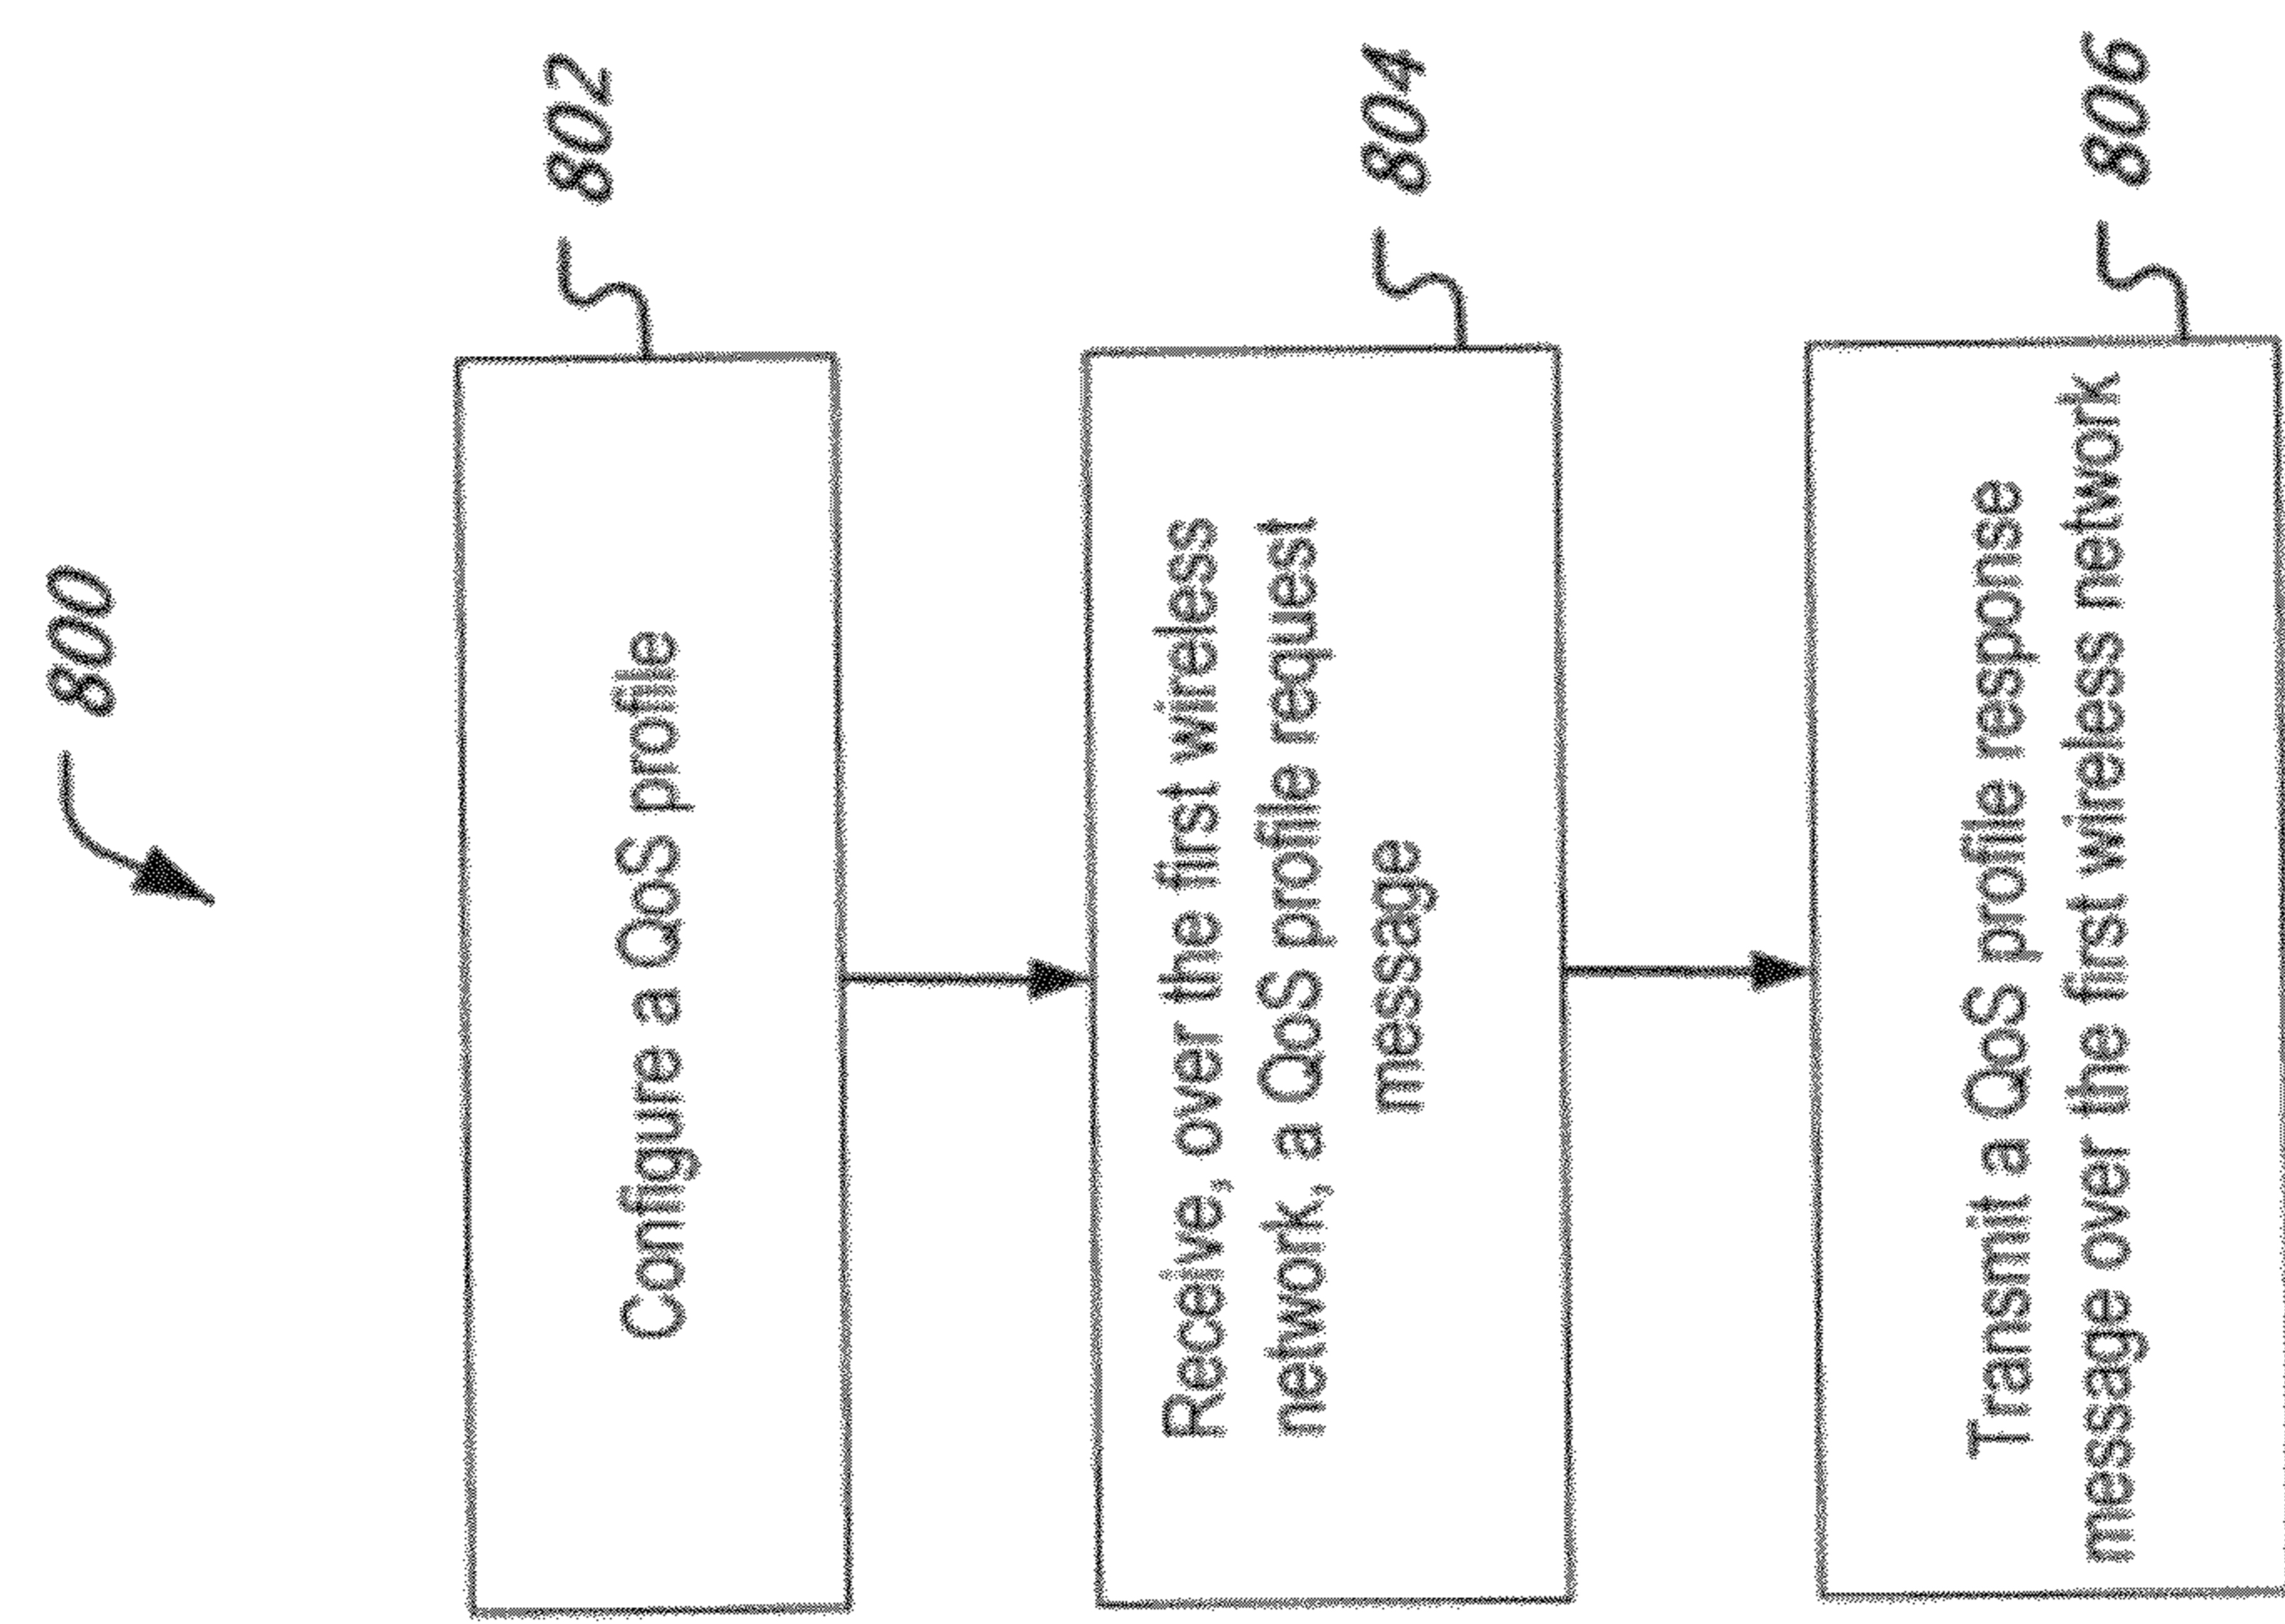 800
802
Configure a QoS profile
804
Receive, over the first wireless
network, a QoS profile request
message
806
Transmit a QoS profile response
message over the first wireless network